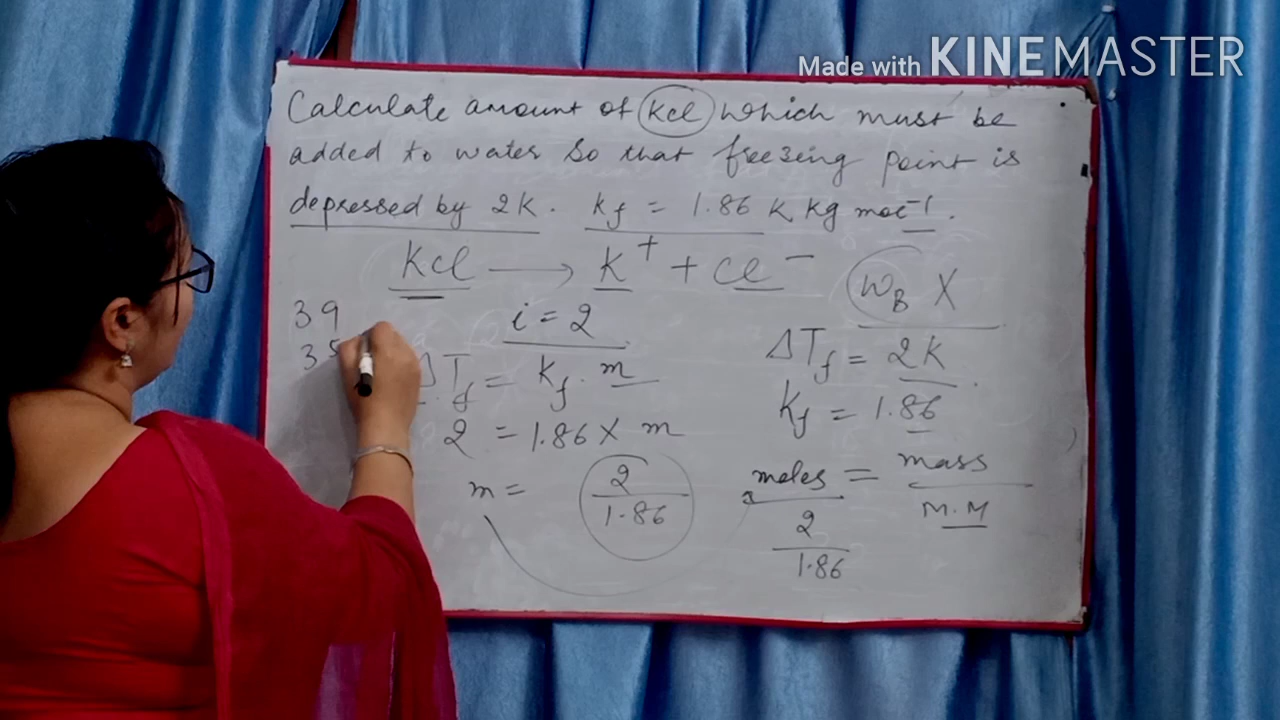 Made with KINEMASTER
Calculate amount of KCl which must be
added to water so that freezing point is
depressed by 2K. Kf = 1.86 K Kg mol⁻¹.
KCl → K⁺ + Cl⁻
WB X
39
i = 2
35
ΔTf = 2K
ΔTf = Kf . m
Kf = 1.86
2 = 1.86 X m
m = 2/1.86
moles = mass/M.M
2/1.86